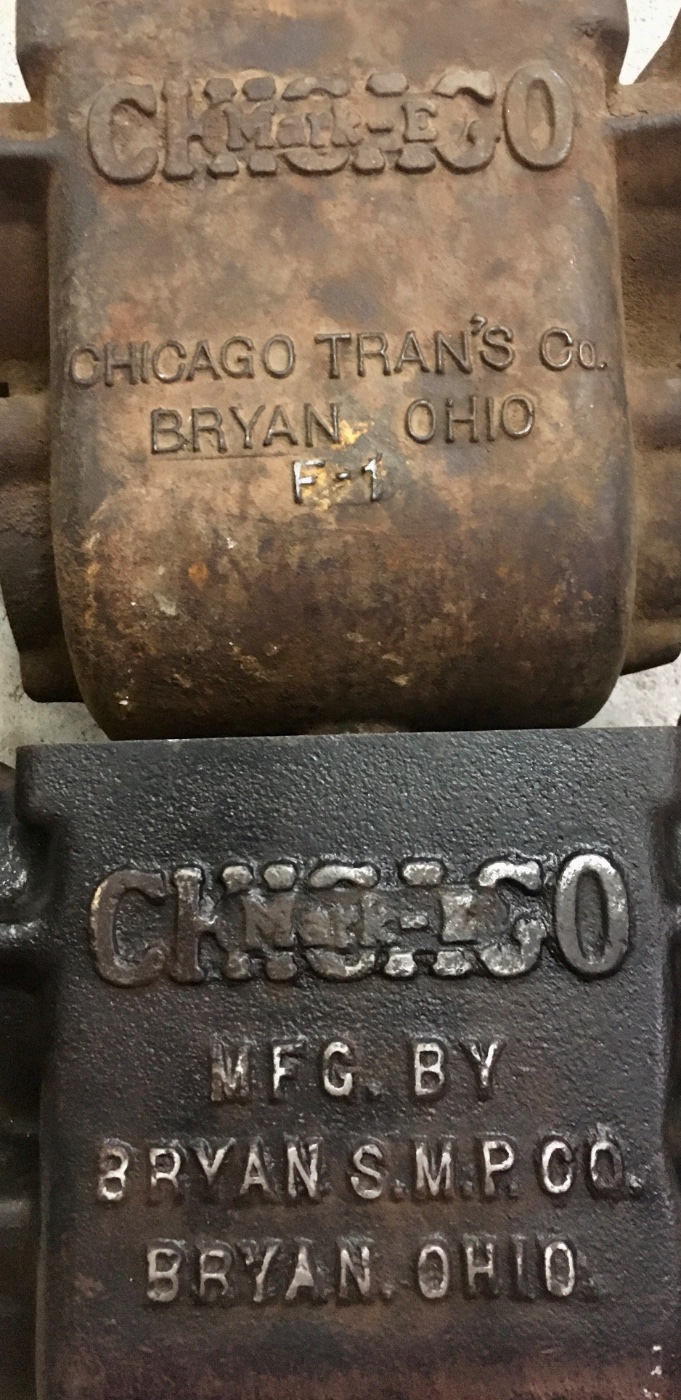 CHICAGO
Mark-E
CHICAGO TRAN'S Co.
BRYAN OHIO
F-1
CHICAGO
Mark-E
MFG. BY
BRYAN S.M.P. CO.
BRYAN. OHIO.